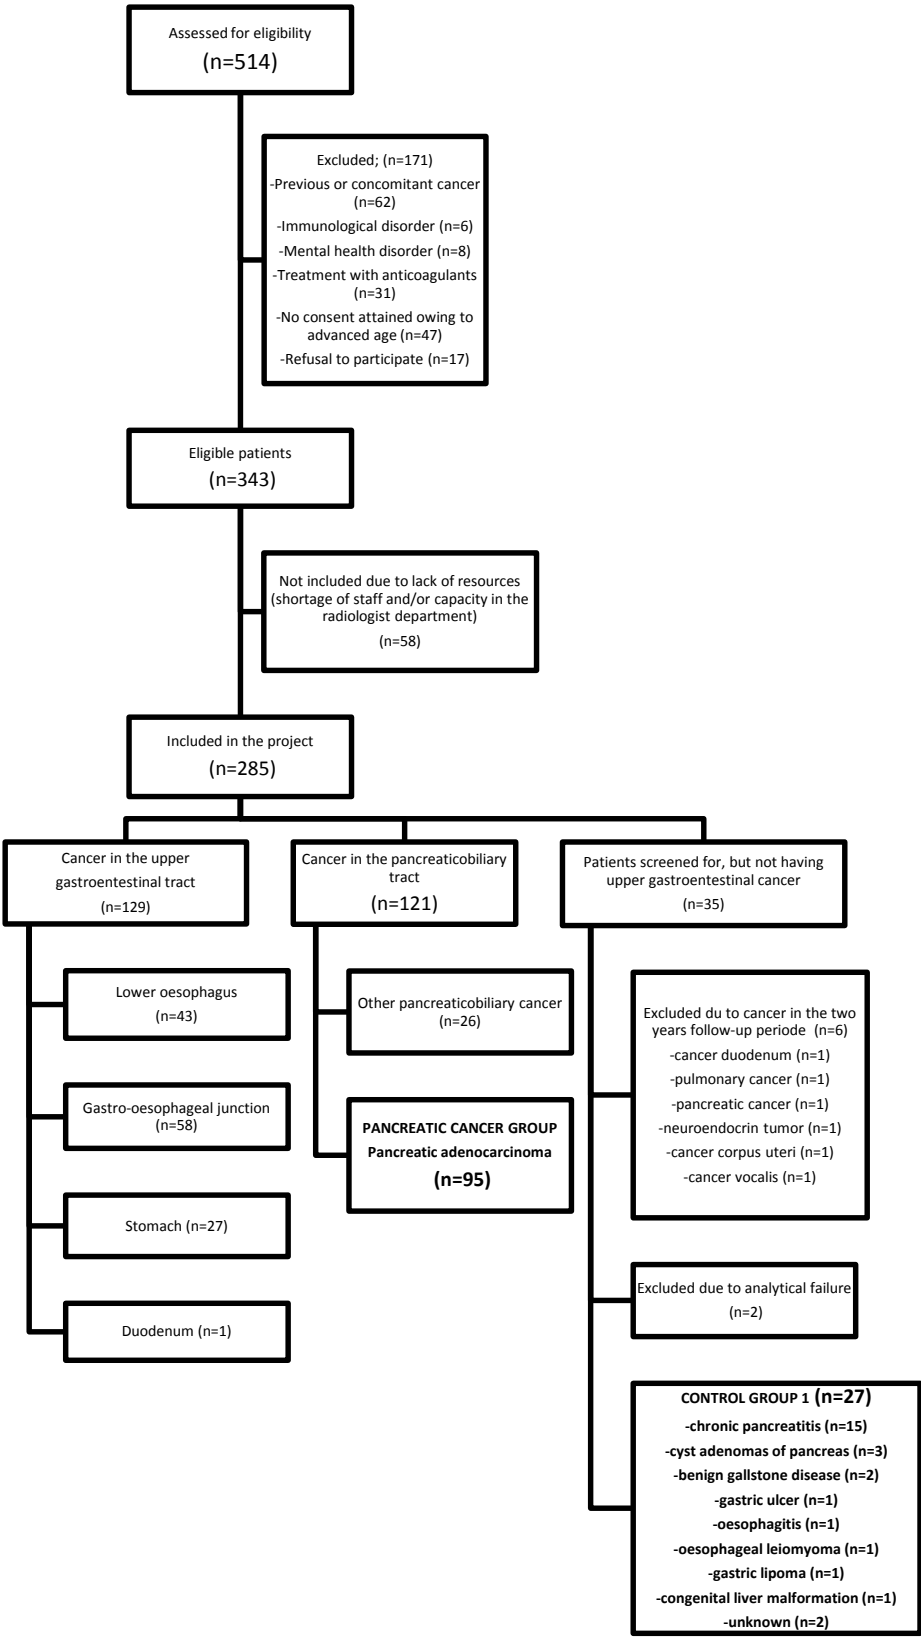 Assessed for eligibility
(n=514)
Excluded; (n=171)
-Previous or concomitant cancer
(n=62)
-Immunological disorder (n=6)
-Mental health disorder (n=8)
-Treatment with anticoagulants
(n=31)
-No consent attained owing to
advanced age (n=47)
-Refusal to participate (n=17)
Eligible patients
(n=343)
Not included due to lack of resources
(shortage of staff and/or capacity in the
radiologist department)
(n=58)
Included in the project
(n=285)
Cancer in the upper
gastroentestinal tract
(n=129)
Lower oesophagus
(n=43)
Gastro-oesophageal junction
(n=58)
Stomach (n=27)
Duodenum (n=1)
Cancer in the pancreaticobiliary
tract
(n=121)
Other pancreaticobiliary cancer
(n=26)
PANCREATIC CANCER GROUP
Pancreatic adenocarcinoma
(n=95)
Patients screened for, but not having
upper gastroentestinal cancer
(n=35)
Excluded du to cancer in the two
years follow-up periode (n=6)
-cancer duodenum (n=1)
-pulmonary cancer (n=1)
-pancreatic cancer (n=1)
-neuroendocrin tumor (n=1)
-cancer corpus uteri (n=1)
-cancer vocalis (n=1)
Excluded due to analytical failure
(n=2)
CONTROL GROUP 1 (n=27)
-chronic pancreatitis (n=15)
-cyst adenomas of pancreas (n=3)
-benign gallstone disease (n=2)
-gastric ulcer (n=1)
-oesophagitis (n=1)
-oesophageal leiomyoma (n=1)
-gastric lipoma (n=1)
-congenital liver malformation (n=1)
-unknown (n=2)